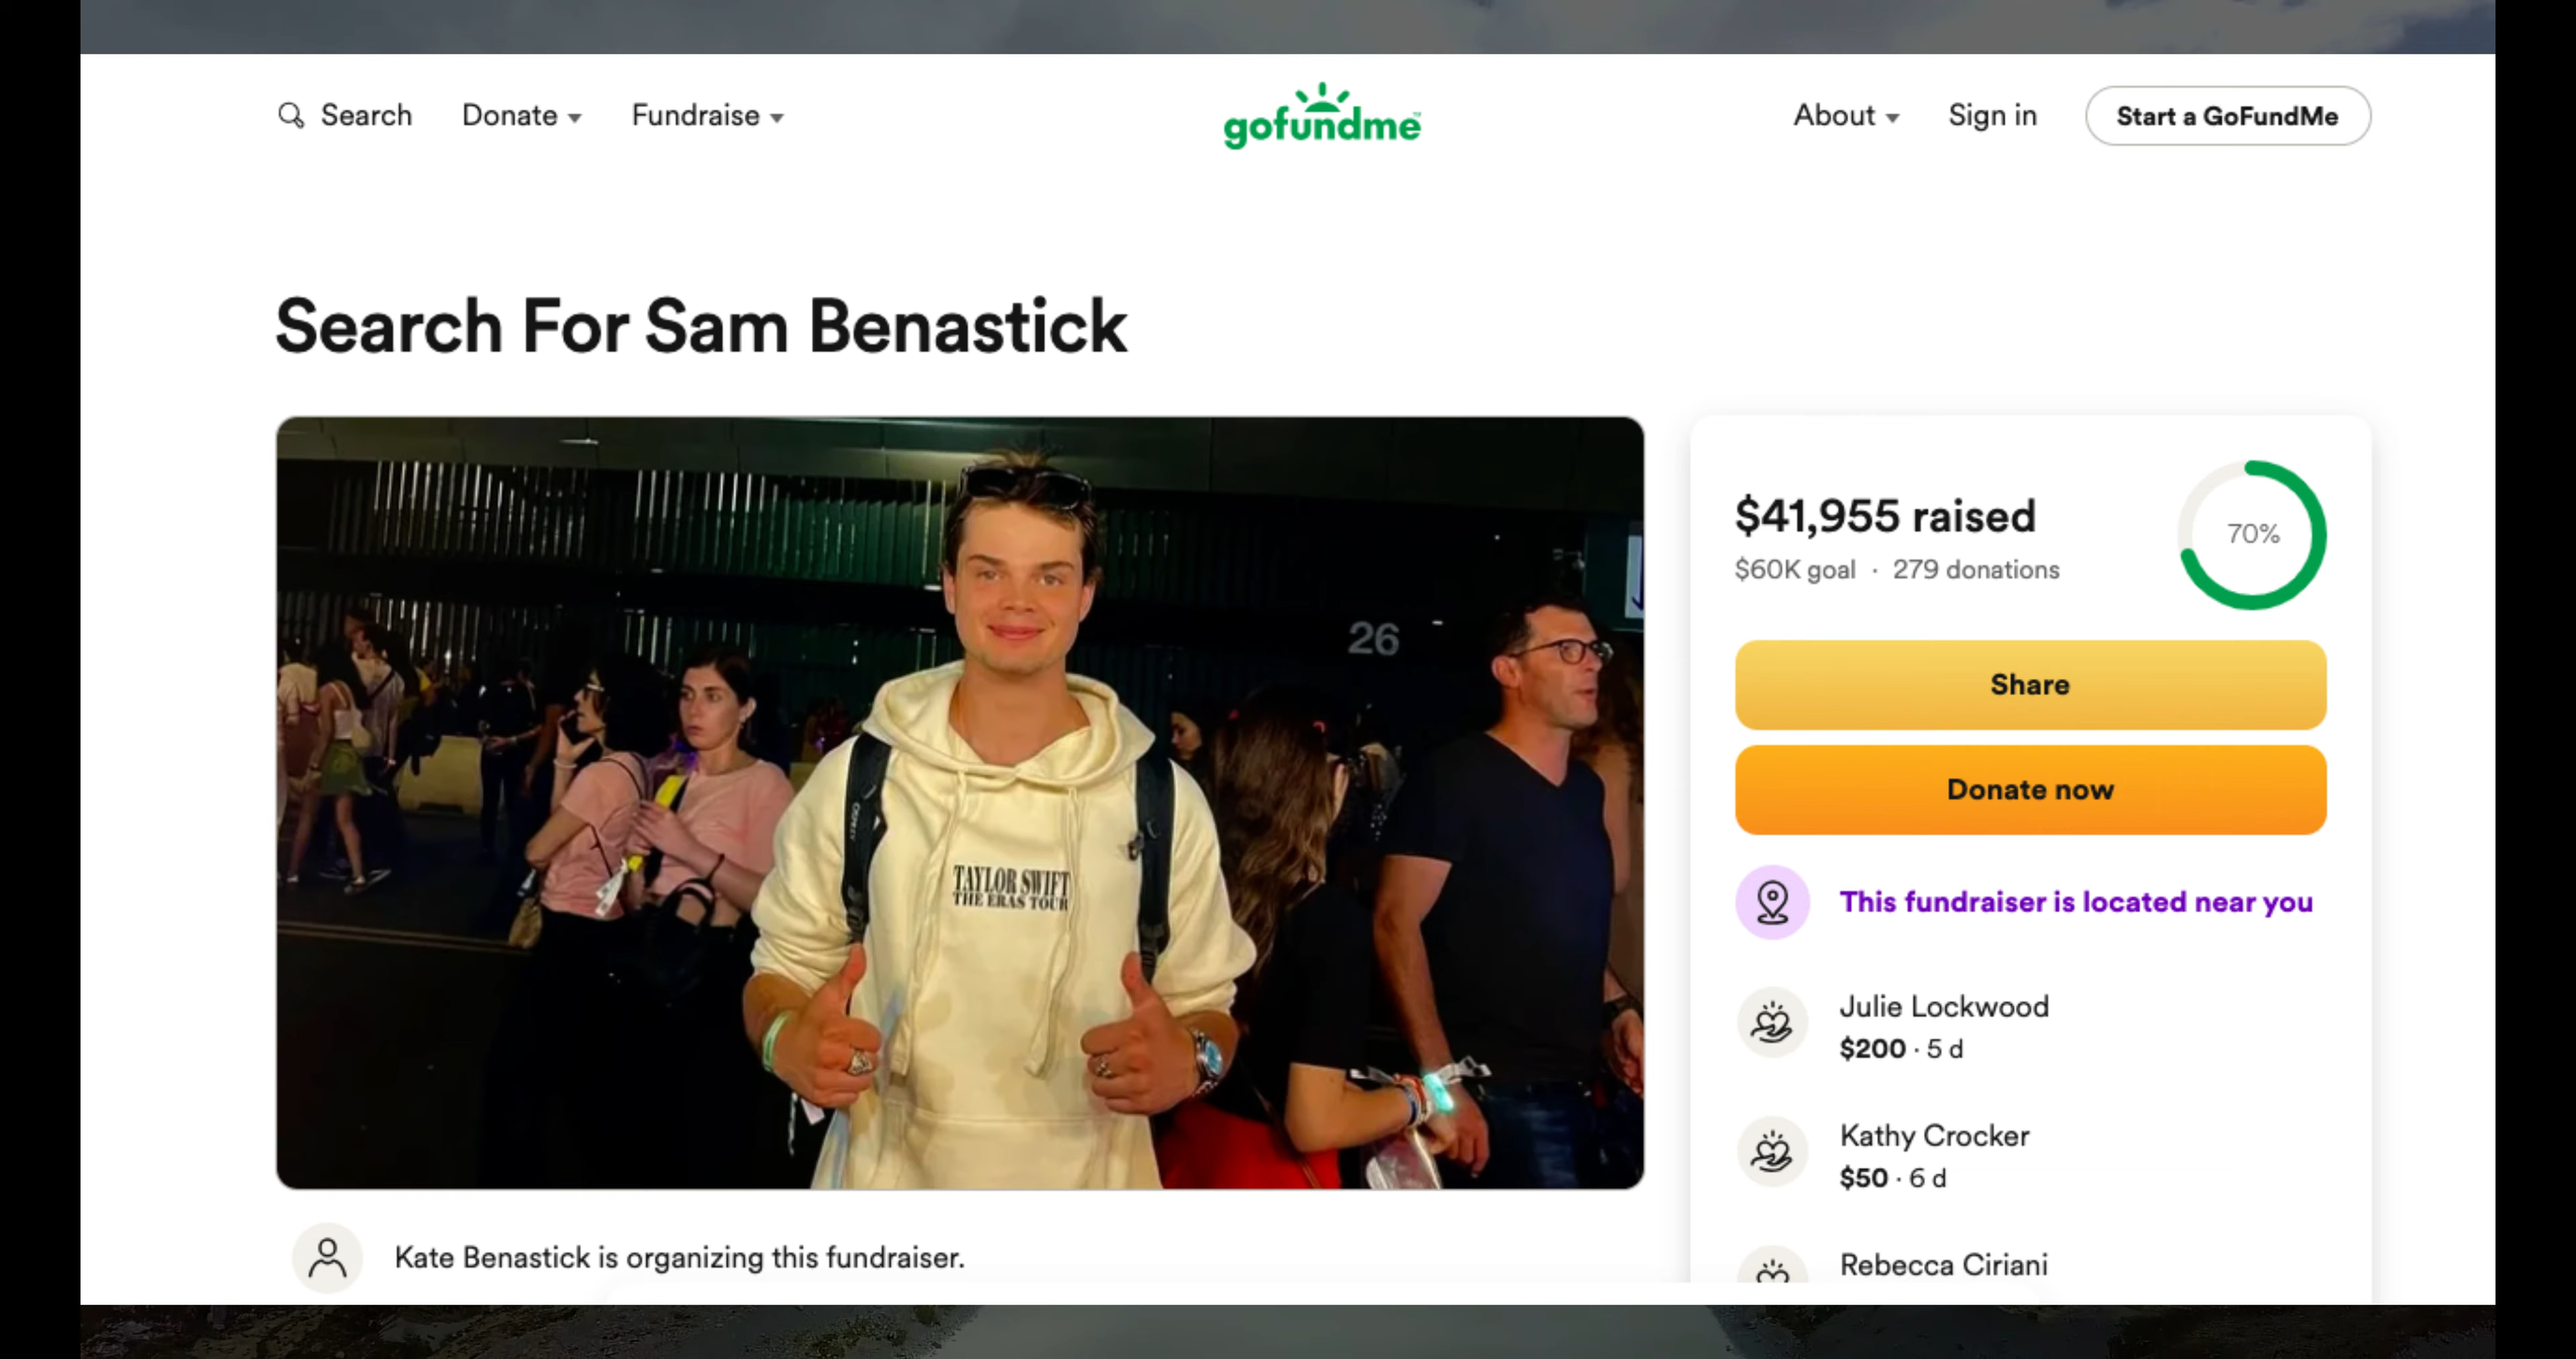 Search
Donate
Fundraise
gofundme
About
Sign in
Start a GoFundMe
Search For Sam Benastick
26
TAYLOR SWIFT
THE ERAS TOUR
OSPREY
$41,955 raised
$60K goal · 279 donations
70%
Share
Donate now
This fundraiser is located near you
Julie Lockwood
$200 · 5 d
Kathy Crocker
$50 · 6 d
Rebecca Ciriani
Kate Benastick is organizing this fundraiser.